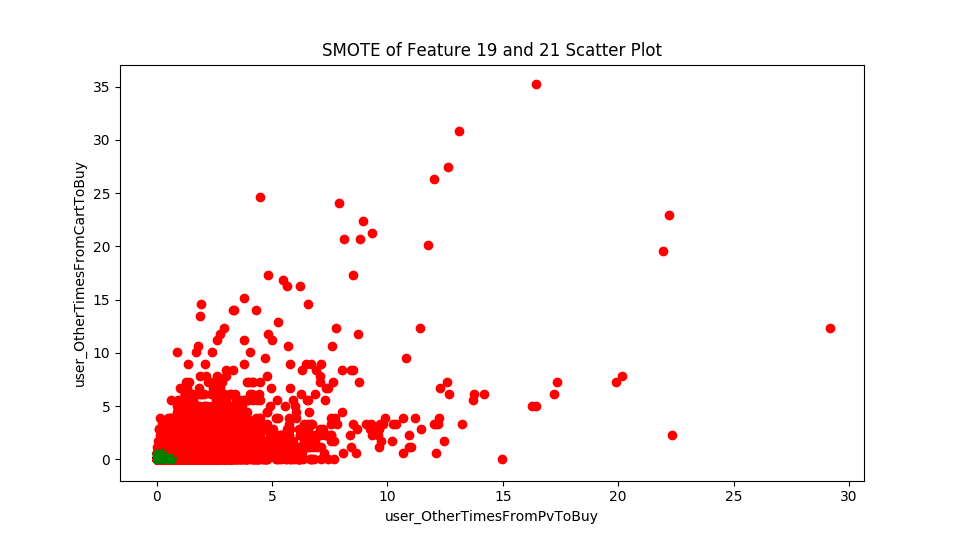 SMOTE of Feature 19 and 21 Scatter Plot
user_OtherTimesFromCartToBuy
35
30
25
20
15
10
5
0
0 5 10 15 20 25 30
user_OtherTimesFromPvToBuy